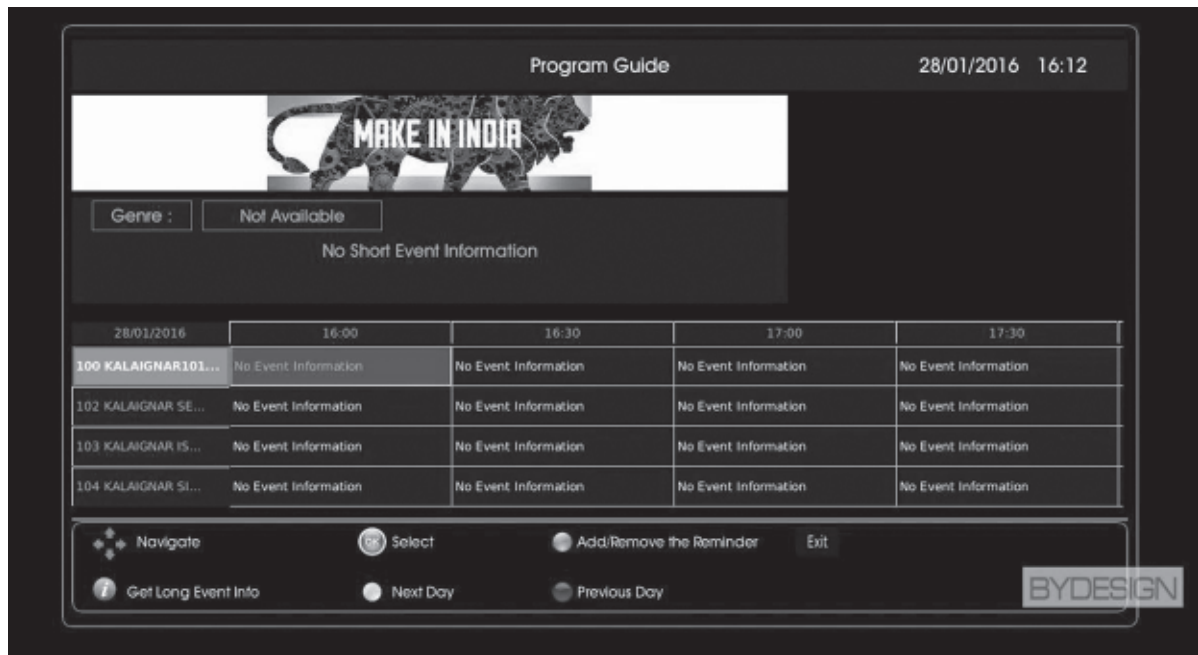 Program Guide 28/01/2016 16:12
MAKE IN INDIA
Genre : Not Available
No Short Event Information
28/01/2016 16:00 16:30 17:00 17:30
100 KALAIGNAR101... No Event Information No Event Information No Event Information No Event Information
102 KALAIGNAR SE... No Event Information No Event Information No Event Information No Event Information
103 KALAIGNAR IS... No Event Information No Event Information No Event Information No Event Information
104 KALAIGNAR SI... No Event Information No Event Information No Event Information No Event Information
Navigate OK Select Add/Remove the Reminder Exit
i Get Long Event Info Next Day Previous Day
BYDESIGN